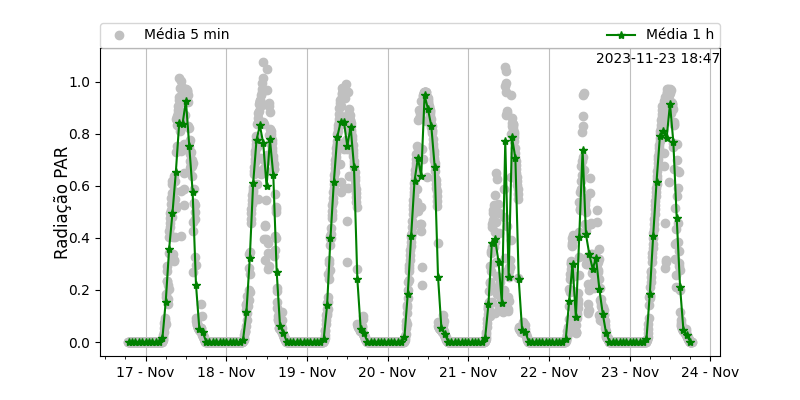 Média 5 min
Média 1 h
2023-11-23 18:47
Radiação PAR
1.0
0.8
0.6
0.4
0.2
0.0
17 - Nov
18 - Nov
19 - Nov
20 - Nov
21 - Nov
22 - Nov
23 - Nov
24 - Nov